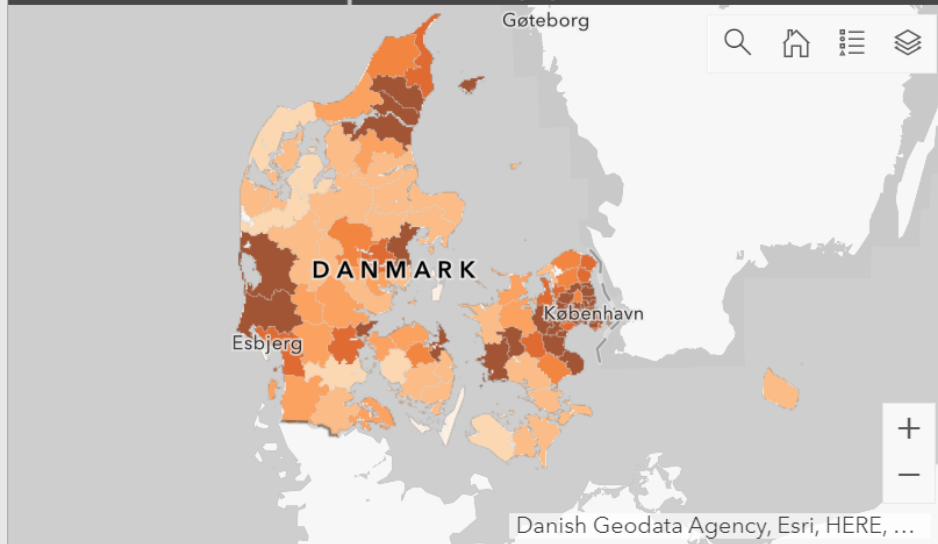 Gøteborg
DANMARK
København
Esbjerg
Danish Geodata Agency, Esri, HERE, ...